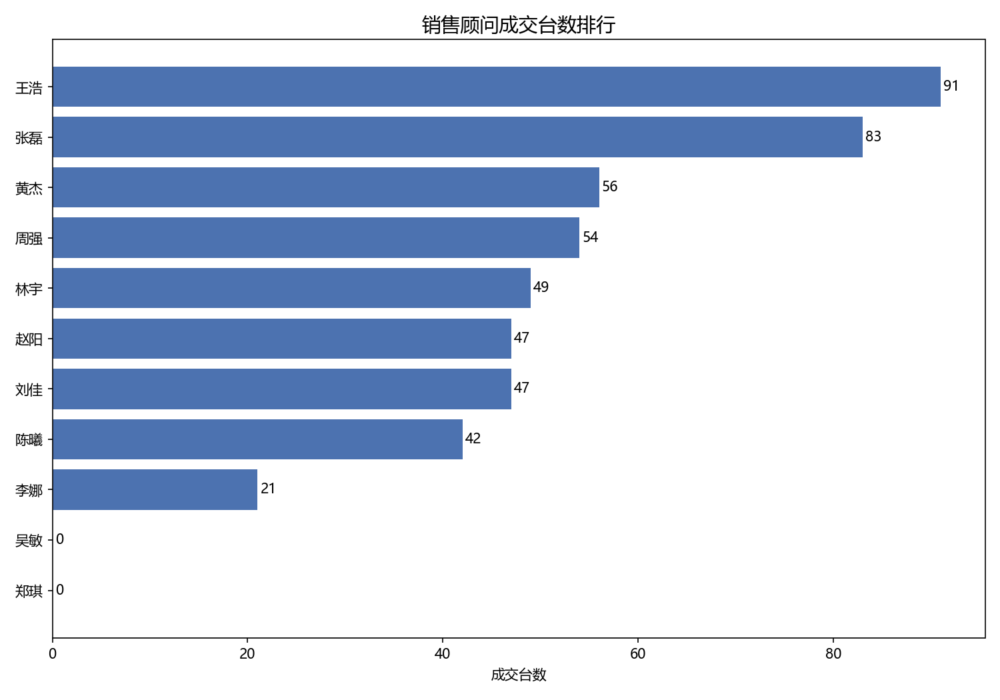 销售顾问成交台数排行
王浩 91
张磊 83
黄杰 56
周强 54
林宇 49
赵阳 47
刘佳 47
陈曦 42
李娜 21
吴敏 0
郑琪 0
0 20 40 60 80
成交台数